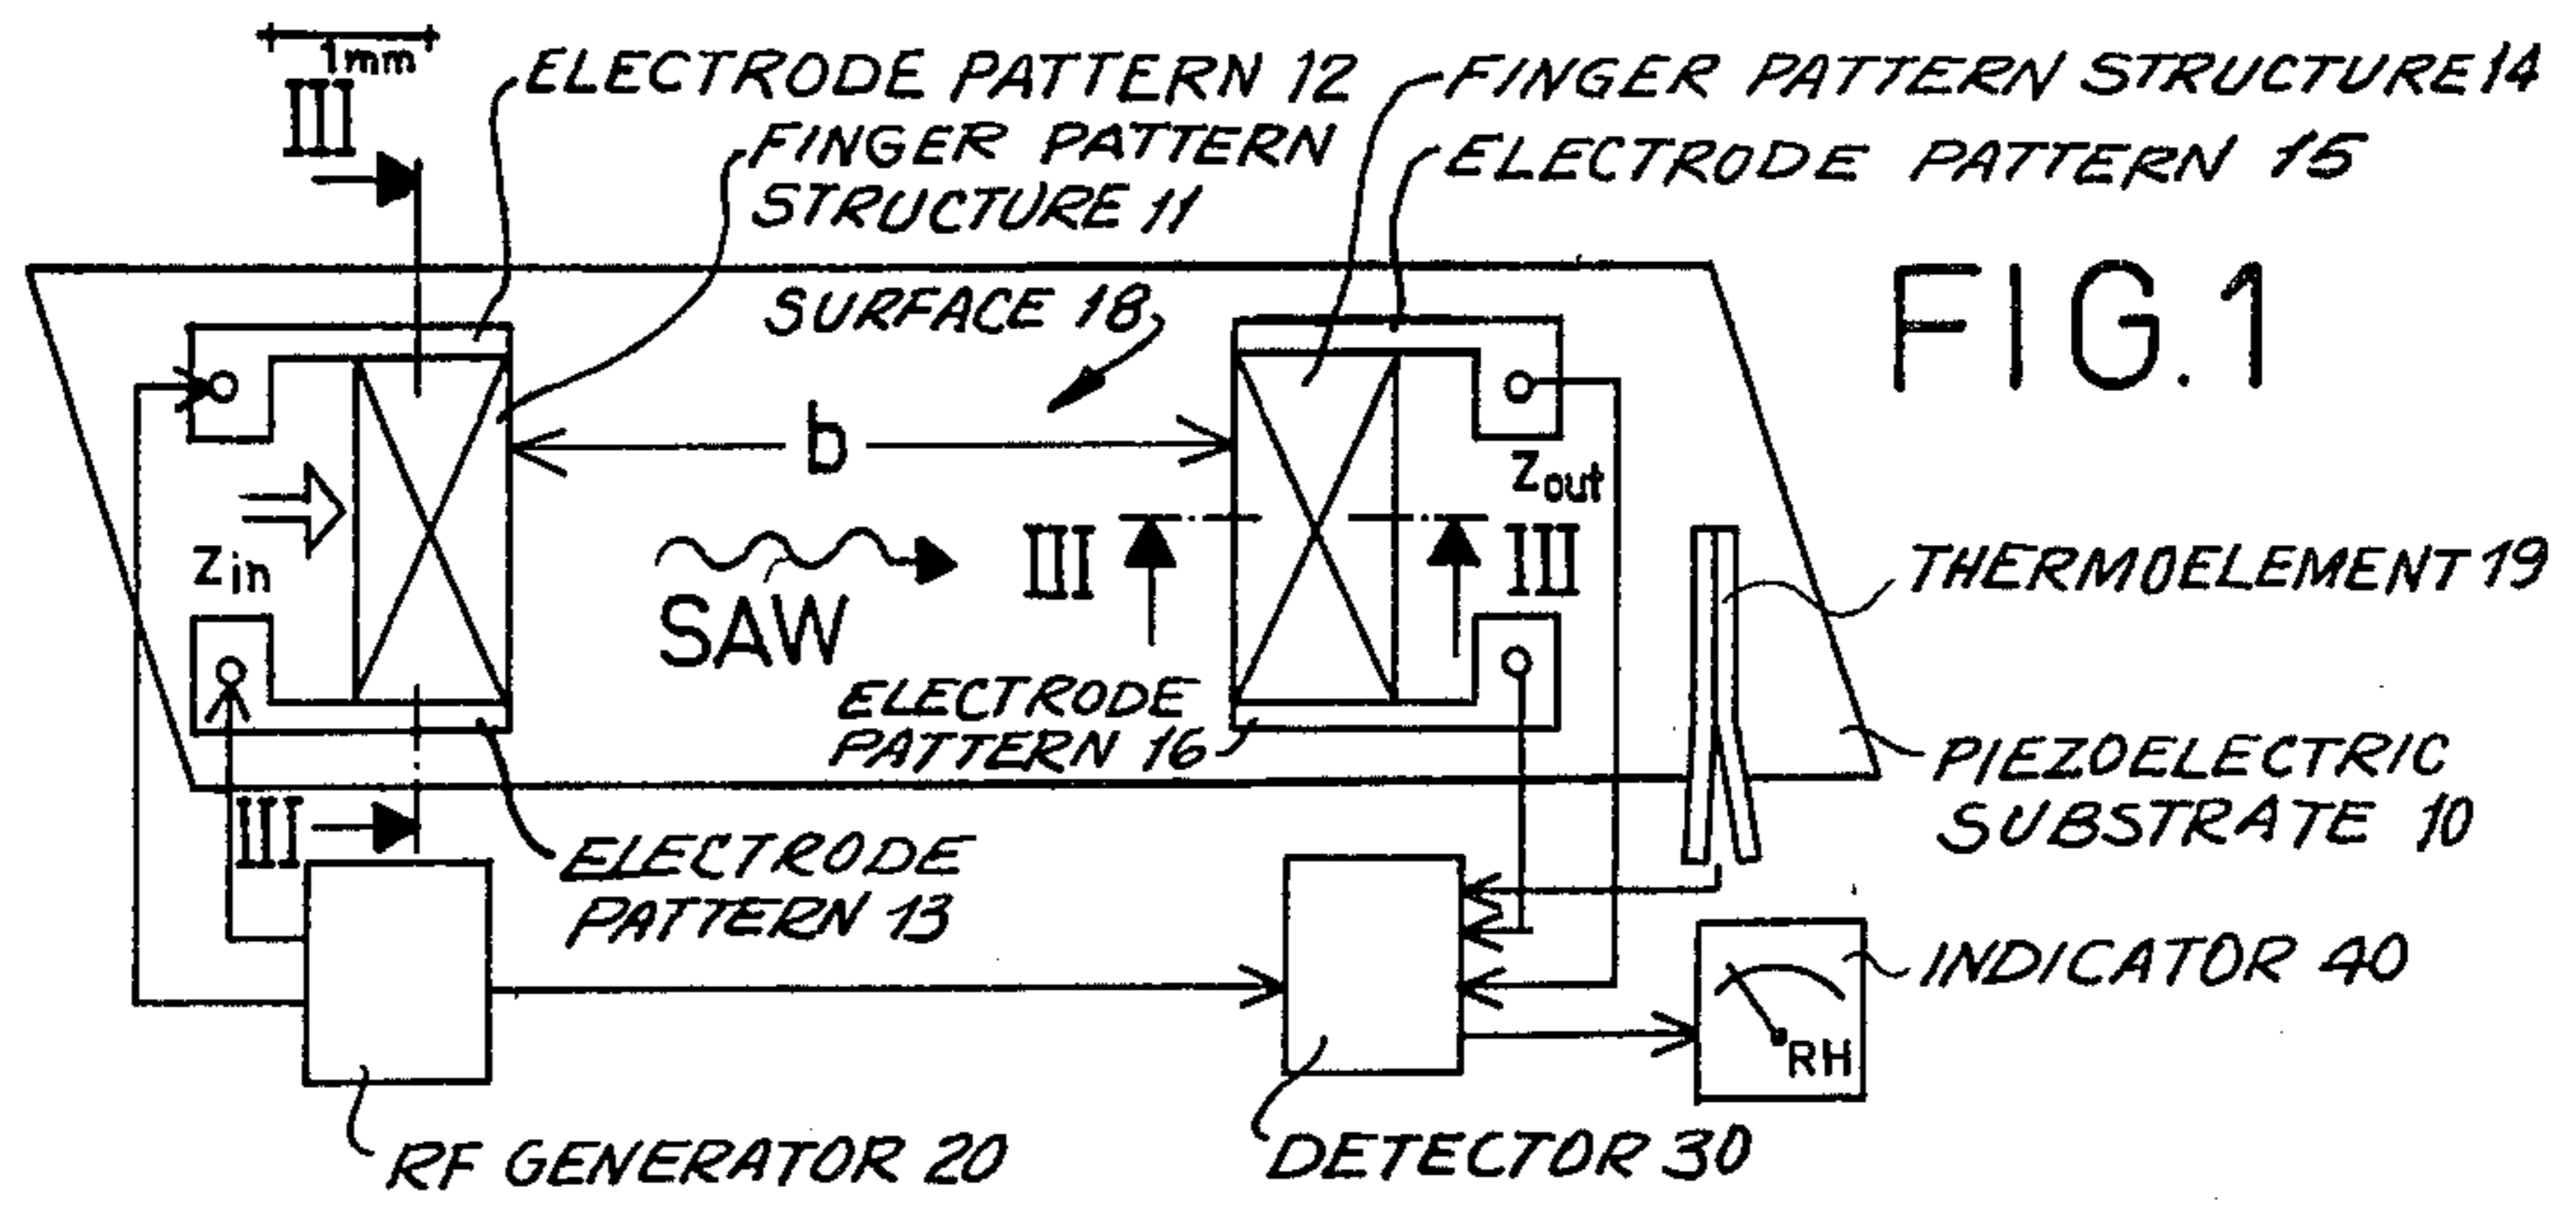 1mm
III
ELECTRODE PATTERN 12
FINGER PATTERN
STRUCTURE 11
FINGER PATTERN STRUCTURE 14
ELECTRODE PATTERN 15
FIG.1
SURFACE 18
b
Zin
Zout
SAW
III
III
THERMOELEMENT 19
ELECTRODE
PATTERN 16
PIEZOELECTRIC
SUBSTRATE 10
III
ELECTRODE
PATTERN 13
INDICATOR 40
RH
RF GENERATOR 20
DETECTOR 30